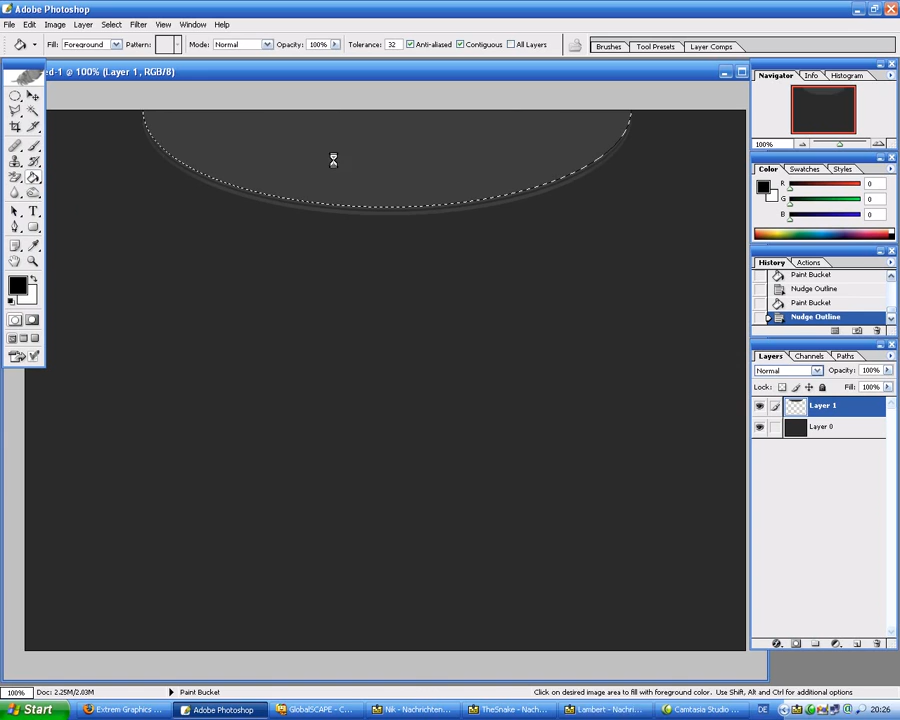 Adobe Photoshop
File Edit Image Layer Select Filter View Window Help
Fill: Foreground Pattern: Mode: Normal Opacity: 100% Tolerance: 32 Anti-aliased Contiguous All Layers Brushes Tool Presets Layer Comps
ed-1 @ 100% (Layer 1, RGB/8)
Navigator Info Histogram
100%
Color Swatches Styles
R 0
G 0
B 0
History Actions
Paint Bucket
Nudge Outline
Paint Bucket
Nudge Outline
Layers Channels Paths
Normal Opacity: 100%
Lock: Fill: 100%
Layer 1
Layer 0
T
100% Doc: 2.25M/2.03M Paint Bucket Click on desired image area to fill with foreground color. Use Shift, Alt and Ctrl for additional options
Start Extrem Graphics ... Adobe Photoshop GlobalSCAPE - C... Nik - Nachrichten... TheSnake - Nach... Lambert - Nachri... Camtasia Studio ... DE 20:26